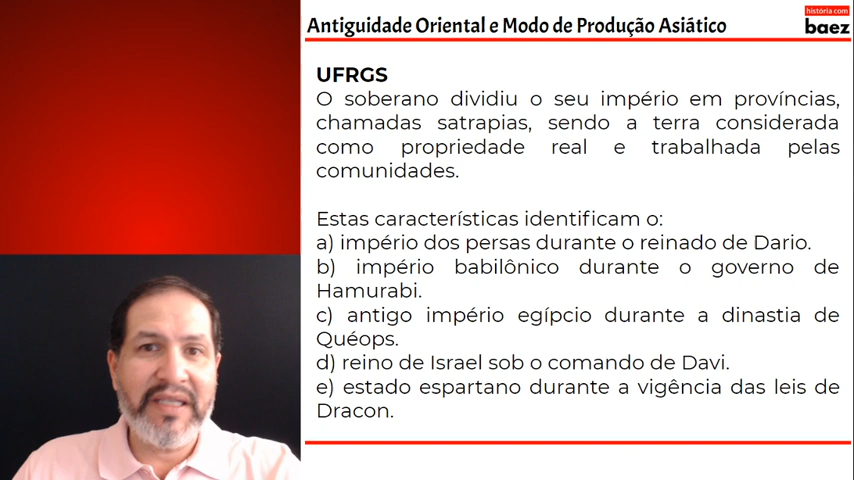 Antiguidade Oriental e Modo de Produção Asiático
história com
baez
UFRGS
O soberano dividiu o seu império em províncias,
chamadas satrapias, sendo a terra considerada
como propriedade real e trabalhada pelas
comunidades.
Estas características identificam o:
a) império dos persas durante o reinado de Dario.
b) império babilônico durante o governo de
Hamurabi.
c) antigo império egípcio durante a dinastia de
Quéops.
d) reino de Israel sob o comando de Davi.
e) estado espartano durante a vigência das leis de
Dracon.